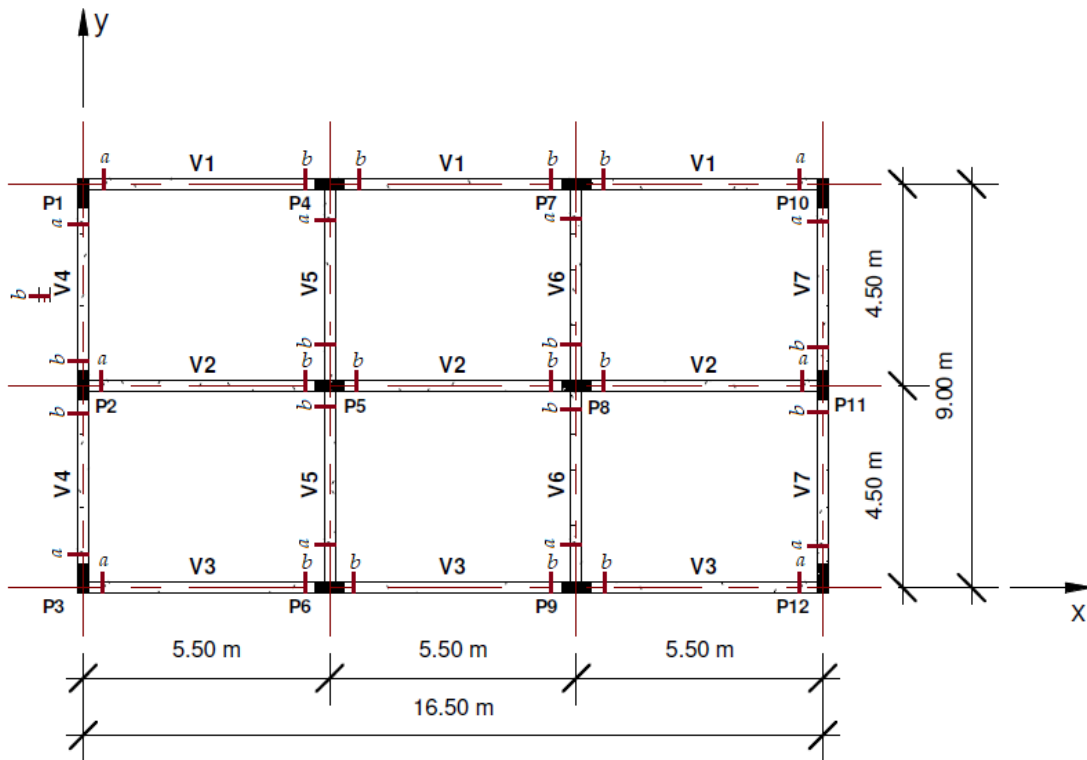 y
a V1 b b V1 b b V1 a
P1 P4 P7 P10
a a a a
V4 V5 V6 V7
4.50 m
b
b b b b
a V2 b b V2 b b V2 a
9.00 m
P2 P5 P8 P11
b b b b
V4 V5 V6 V7
4.50 m
a a a a
a V3 b b V3 b b V3 a
P3 P6 P9 P12
x
5.50 m 5.50 m 5.50 m
16.50 m